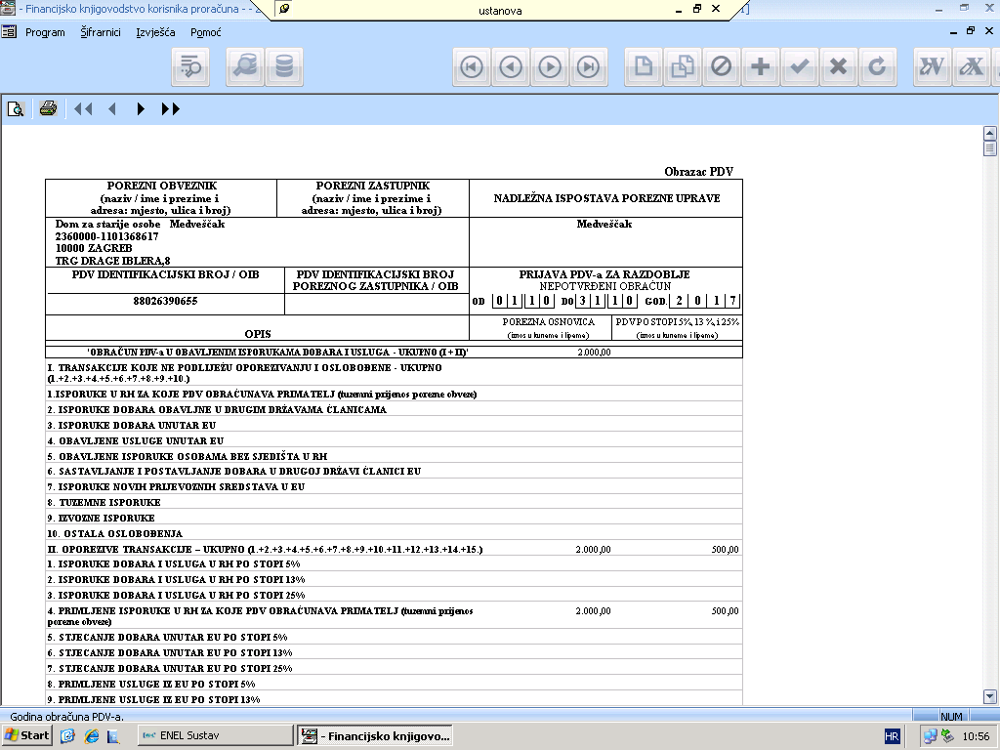 - Financijsko knjigovodstvo korisnika proračuna - -
ustanova
Program Šifrarnici Izvješća Pomoć
Obrazac PDV
POREZNI OBVEZNIK
(naziv / ime i prezime i
adresa: mjesto, ulica i broj)
POREZNI ZASTUPNIK
(naziv / ime i prezime i
adresa: mjesto, ulica i broj)
NADLEŽNA ISPOSTAVA POREZNE UPRAVE
Dom za starije osobe Medveščak
2360000-1101368617
10000 ZAGREB
TRG DRAGE IBLERA,8
Medveščak
PDV IDENTIFIKACIJSKI BROJ / OIB
PDV IDENTIFIKACIJSKI BROJ
POREZNOG ZASTUPNIKA / OIB
PRIJAVA PDV-a ZA RAZDOBLJE
NEPOTVRĐENI OBRAČUN
88026390655
OD 0 1 1 0 DO 3 1 1 0 GOD. 2 0 1 7
OPIS
POREZNA OSNOVICA
(iznos u kunama i lipama)
PDV PO STOPI 5%, 13 %, i 25%
(iznos u kunama i lipama)
'OBRAČUN PDV-a U OBAVLJENIM ISPORUKAMA DOBARA I USLUGA - UKUPNO (I + II)' 2.000,00
I. TRANSAKCIJE KOJE NE PODLIJEŽU OPOREZIVANJU I OSLOBOĐENE - UKUPNO
(1.+2.+3.+4.+5.+6.+7.+8.+9.+10.)
1.ISPORUKE U RH ZA KOJE PDV OBRAČUNAVA PRIMATELJ (tuzemni prijenos porezne obveze)
2. ISPORUKE DOBARA OBAVLJNE U DRUGIM DRŽAVAMA ČLANICAMA
3. ISPORUKE DOBARA UNUTAR EU
4. OBAVLJENE USLUGE UNUTAR EU
5. OBAVLJENE ISPORUKE OSOBAMA BEZ SJEDIŠTA U RH
6. SASTAVLJANJE I POSTAVLJANJE DOBARA U DRUGOJ DRŽAVI ČLANICI EU
7. ISPORUKE NOVIH PRIJEVOZNIH SREDSTAVA U EU
8. TUZEMNE ISPORUKE
9. IZVOZNE ISPORUKE
10. OSTALA OSLOBOĐENJA
II. OPOREZIVE TRANSAKCIJE – UKUPNO (1.+2.+3.+4.+5.+6.+7.+8.+9.+10.+11.+12.+13.+14.+15.) 2.000,00 500,00
1. ISPORUKE DOBARA I USLUGA U RH PO STOPI 5%
2. ISPORUKE DOBARA I USLUGA U RH PO STOPI 13%
3. ISPORUKE DOBARA I USLUGA U RH PO STOPI 25%
4. PRIMLJENE ISPORUKE U RH ZA KOJE PDV OBRAČUNAVA PRIMATELJ (tuzemni prijenos 2.000,00 500,00
porezne obveze)
5. STJECANJE DOBARA UNUTAR EU PO STOPI 5%
6. STJECANJE DOBARA UNUTAR EU PO STOPI 13%
7. STJECANJE DOBARA UNUTAR EU PO STOPI 25%
8. PRIMLJENE USLUGE IZ EU PO STOPI 5%
9. PRIMLJENE USLUGE IZ EU PO STOPI 13%
Godina obračuna PDV-a. NUM
Start ENEL Sustav - Financijsko knjigovo... HR 10:56